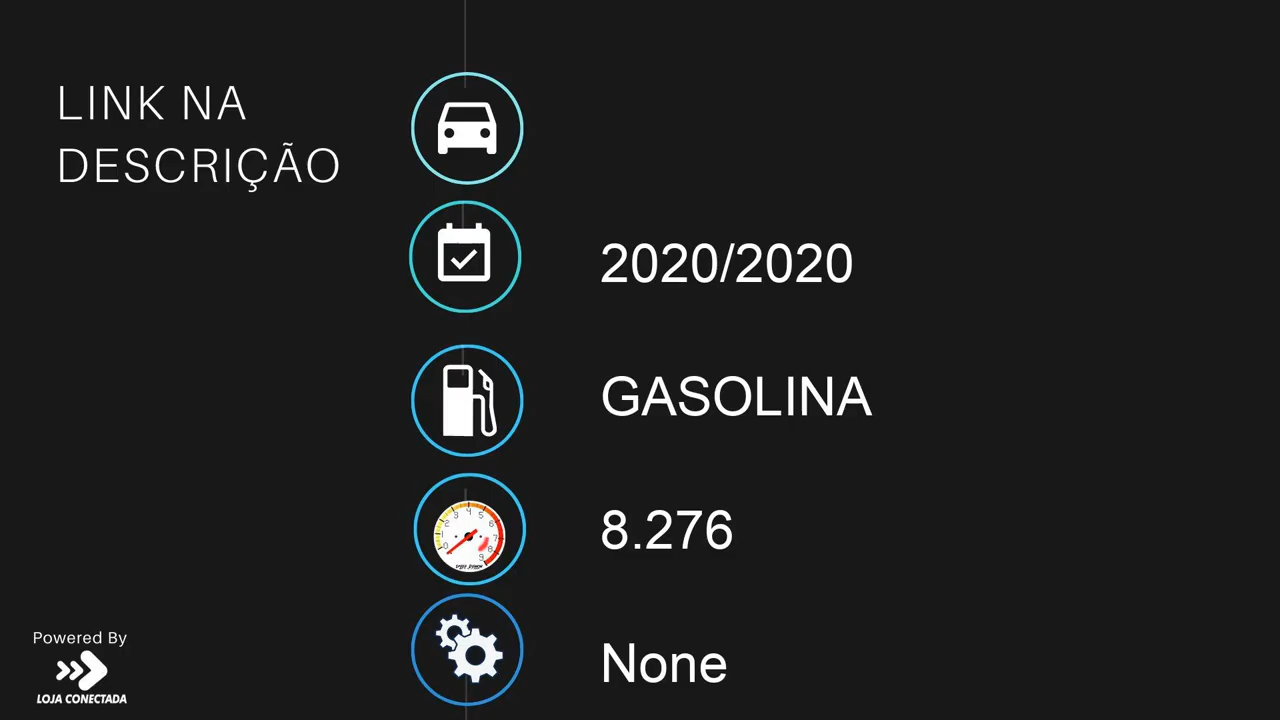 LINK NA
DESCRIÇÃO
2020/2020
GASOLINA
8.276
None
Powered By
LOJA CONECTADA